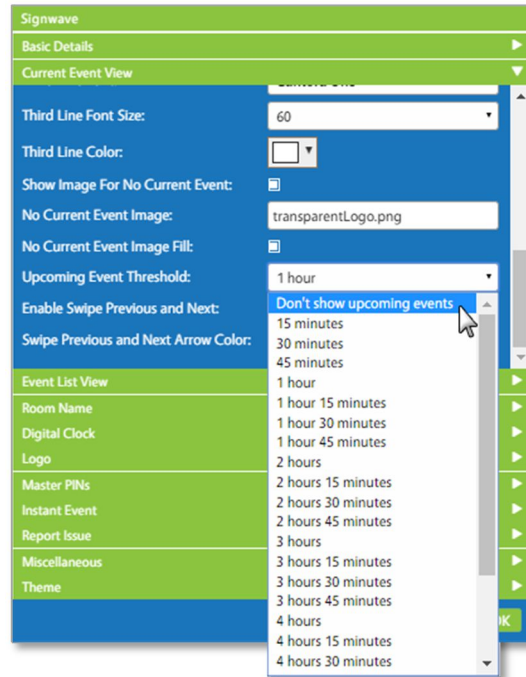 Signwave
Basic Details
Current Event View
Third Line Font Size: 60
Third Line Color:
Show Image For No Current Event:
No Current Event Image: transparentLogo.png
No Current Event Image Fill:
Upcoming Event Threshold: 1 hour
Enable Swipe Previous and Next:
Swipe Previous and Next Arrow Color:
Don't show upcoming events
15 minutes
30 minutes
45 minutes
1 hour
1 hour 15 minutes
1 hour 30 minutes
1 hour 45 minutes
2 hours
2 hours 15 minutes
2 hours 30 minutes
2 hours 45 minutes
3 hours
3 hours 15 minutes
3 hours 30 minutes
3 hours 45 minutes
4 hours
4 hours 15 minutes
4 hours 30 minutes
Event List View
Room Name
Digital Clock
Logo
Master PINs
Instant Event
Report Issue
Miscellaneous
Theme
OK